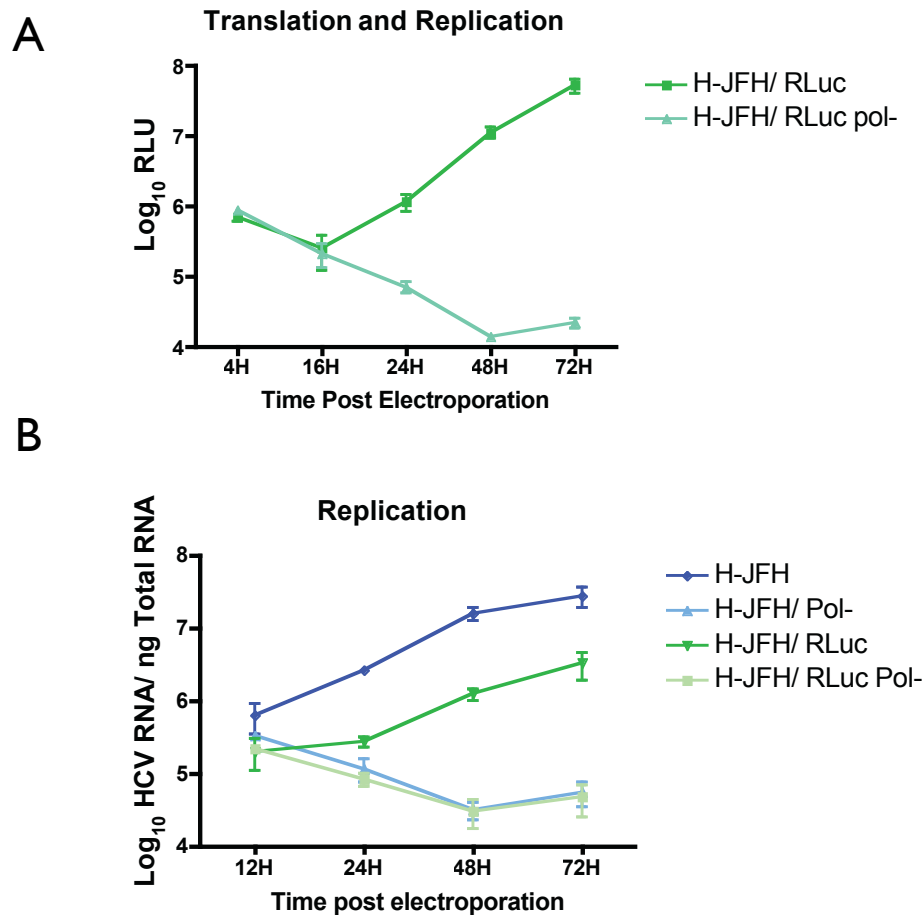 A
Translation and Replication
Log10 RLU
8
7
6
5
4
4H 16H 24H 48H 72H
Time Post Electroporation
H-JFH/ RLuc
H-JFH/ RLuc pol-
B
Replication
Log10 HCV RNA/ ng Total RNA
8
7
6
5
4
12H 24H 48H 72H
Time post electroporation
H-JFH
H-JFH/ Pol-
H-JFH/ RLuc
H-JFH/ RLuc Pol-